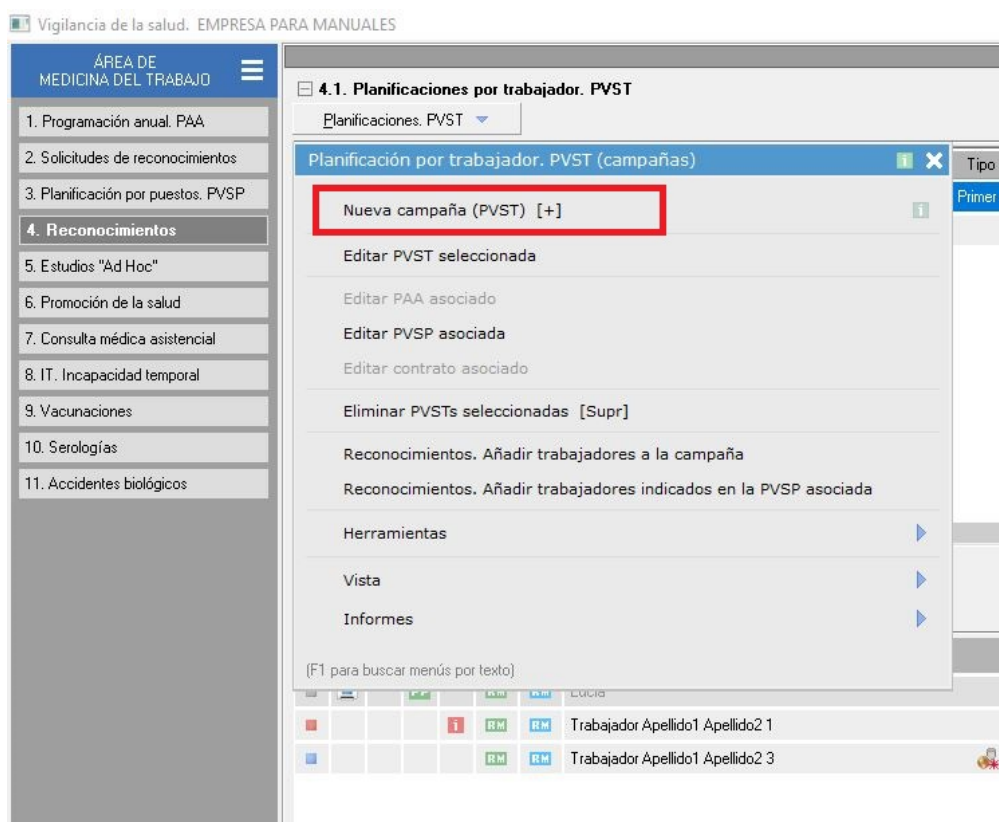 Vigilancia de la salud. EMPRESA PARA MANUALES
ÁREA DE
MEDICINA DEL TRABAJO
1. Programación anual. PAA
2. Solicitudes de reconocimientos
3. Planificación por puestos. PVSP
4. Reconocimientos
5. Estudios "Ad Hoc"
6. Promoción de la salud
7. Consulta médica asistencial
8. IT. Incapacidad temporal
9. Vacunaciones
10. Serologías
11. Accidentes biológicos
4.1. Planificaciones por trabajador. PVST
Planificaciones. PVST
Planificación por trabajador. PVST (campañas)
Tipo
Primer
Nueva campaña (PVST) [+]
Editar PVST seleccionada
Editar PAA asociado
Editar PVSP asociada
Editar contrato asociado
Eliminar PVSTs seleccionadas [Supr]
Reconocimientos. Añadir trabajadores a la campaña
Reconocimientos. Añadir trabajadores indicados en la PVSP asociada
Herramientas
Vista
Informes
(F1 para buscar menús por texto)
RM RM Lucía
i RM RM Trabajador Apellido1 Apellido2 1
RM RM Trabajador Apellido1 Apellido2 3